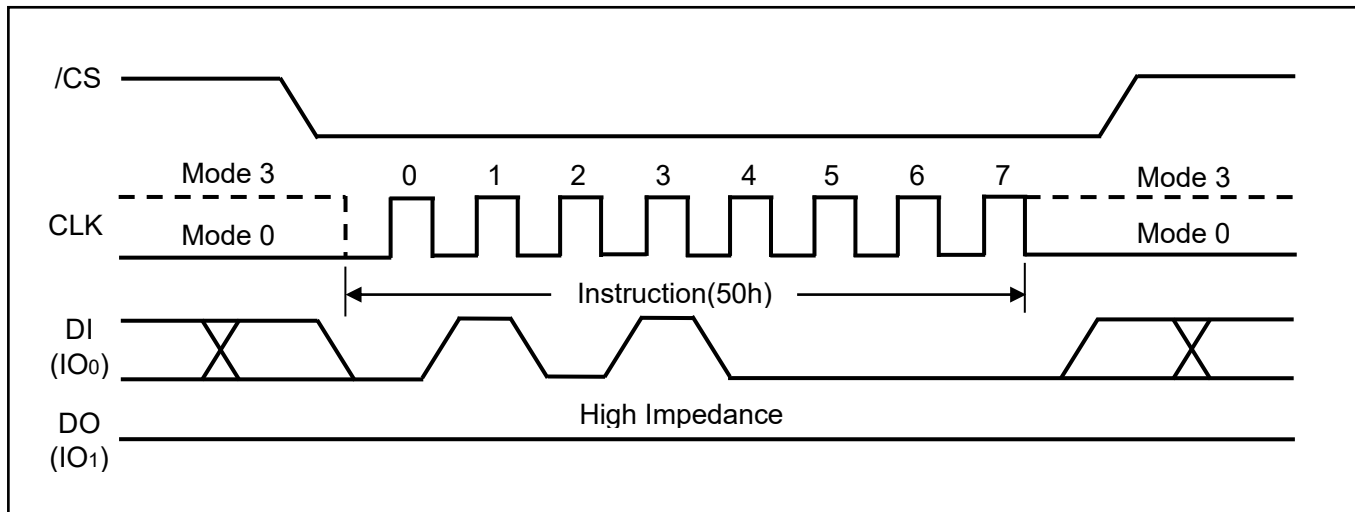 /CS
Mode 3
0 1 2 3 4 5 6 7
Mode 3
CLK
Mode 0
Mode 0
Instruction(50h)
DI
(IO0)
High Impedance
DO
(IO1)